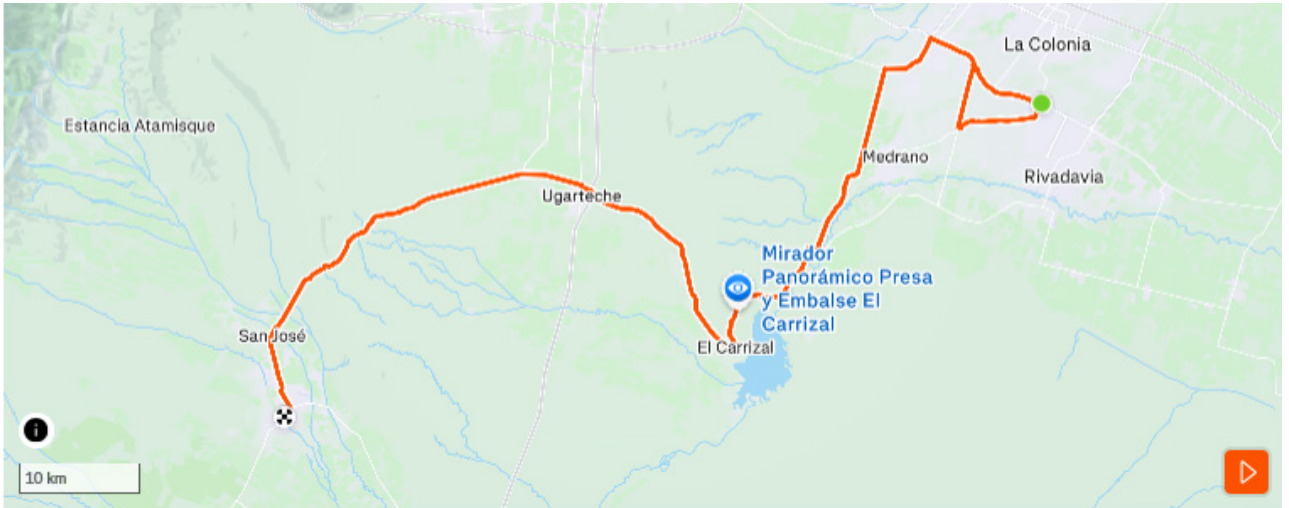 La Colonia
Estancia Atamisque
Medrano
Rivadavia
Ugarteche
Mirador
Panorámico Presa
y Embalse El
Carrizal
San José
El Carrizal
10 km